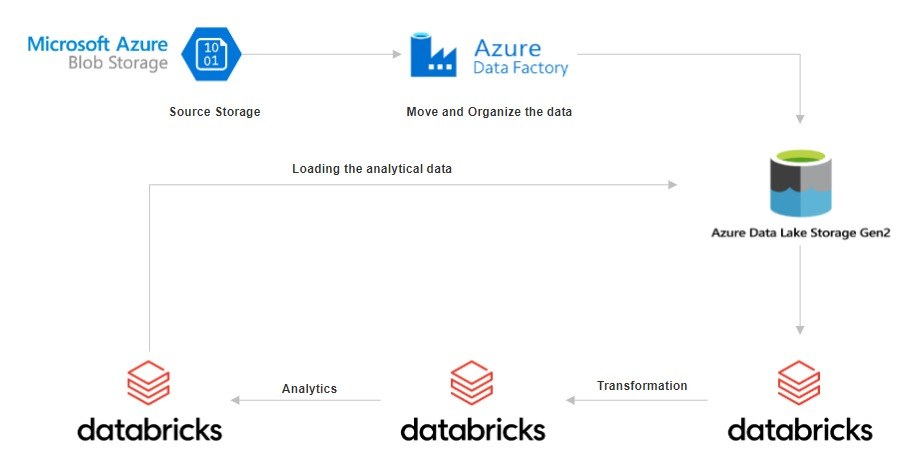 Microsoft Azure
Blob Storage
10
01
Azure
Data Factory
Source Storage
Move and Organize the data
Loading the analytical data
Azure Data Lake Storage Gen2
Analytics
Transformation
databricks
databricks
databricks